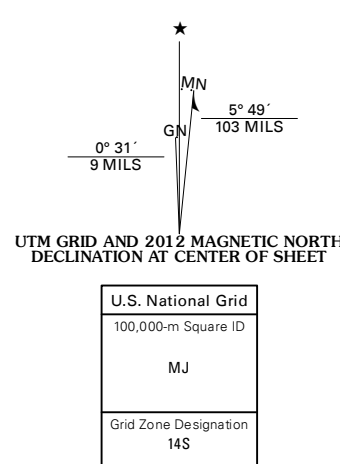 ★
MN
GN
5° 49´
103 MILS
0° 31´
9 MILS
UTM GRID AND 2012 MAGNETIC NORTH
DECLINATION AT CENTER OF SHEET
U.S. National Grid
100,000-m Square ID
MJ
Grid Zone Designation
14S